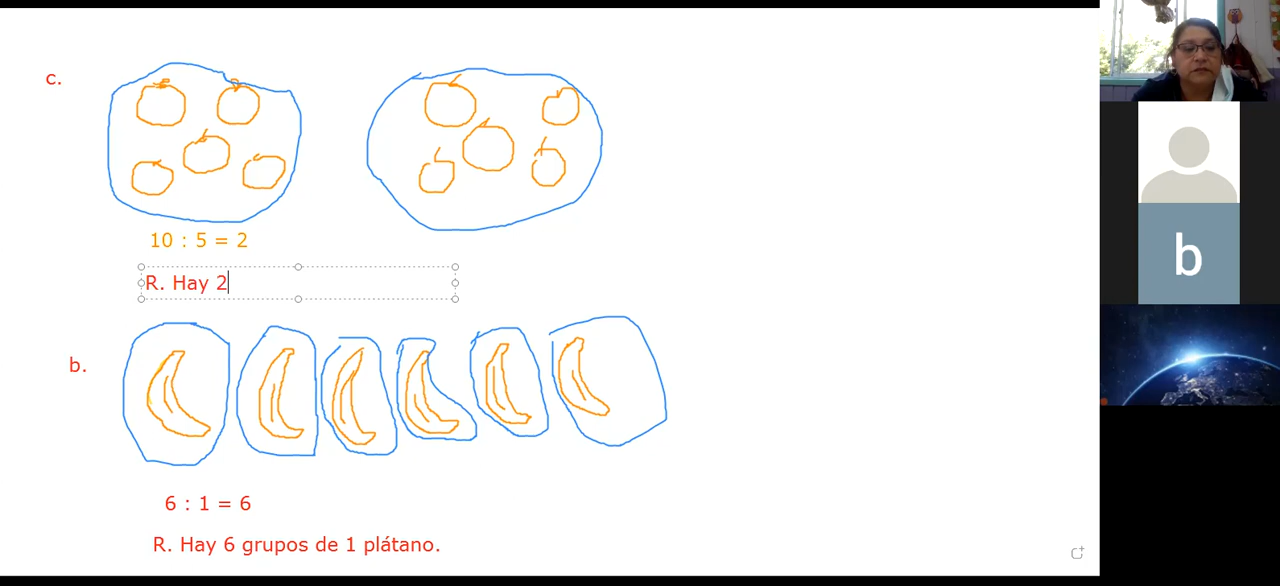 c.
10 : 5 = 2
R. Hay 2
b.
6 : 1 = 6
R. Hay 6 grupos de 1 plátano.
b